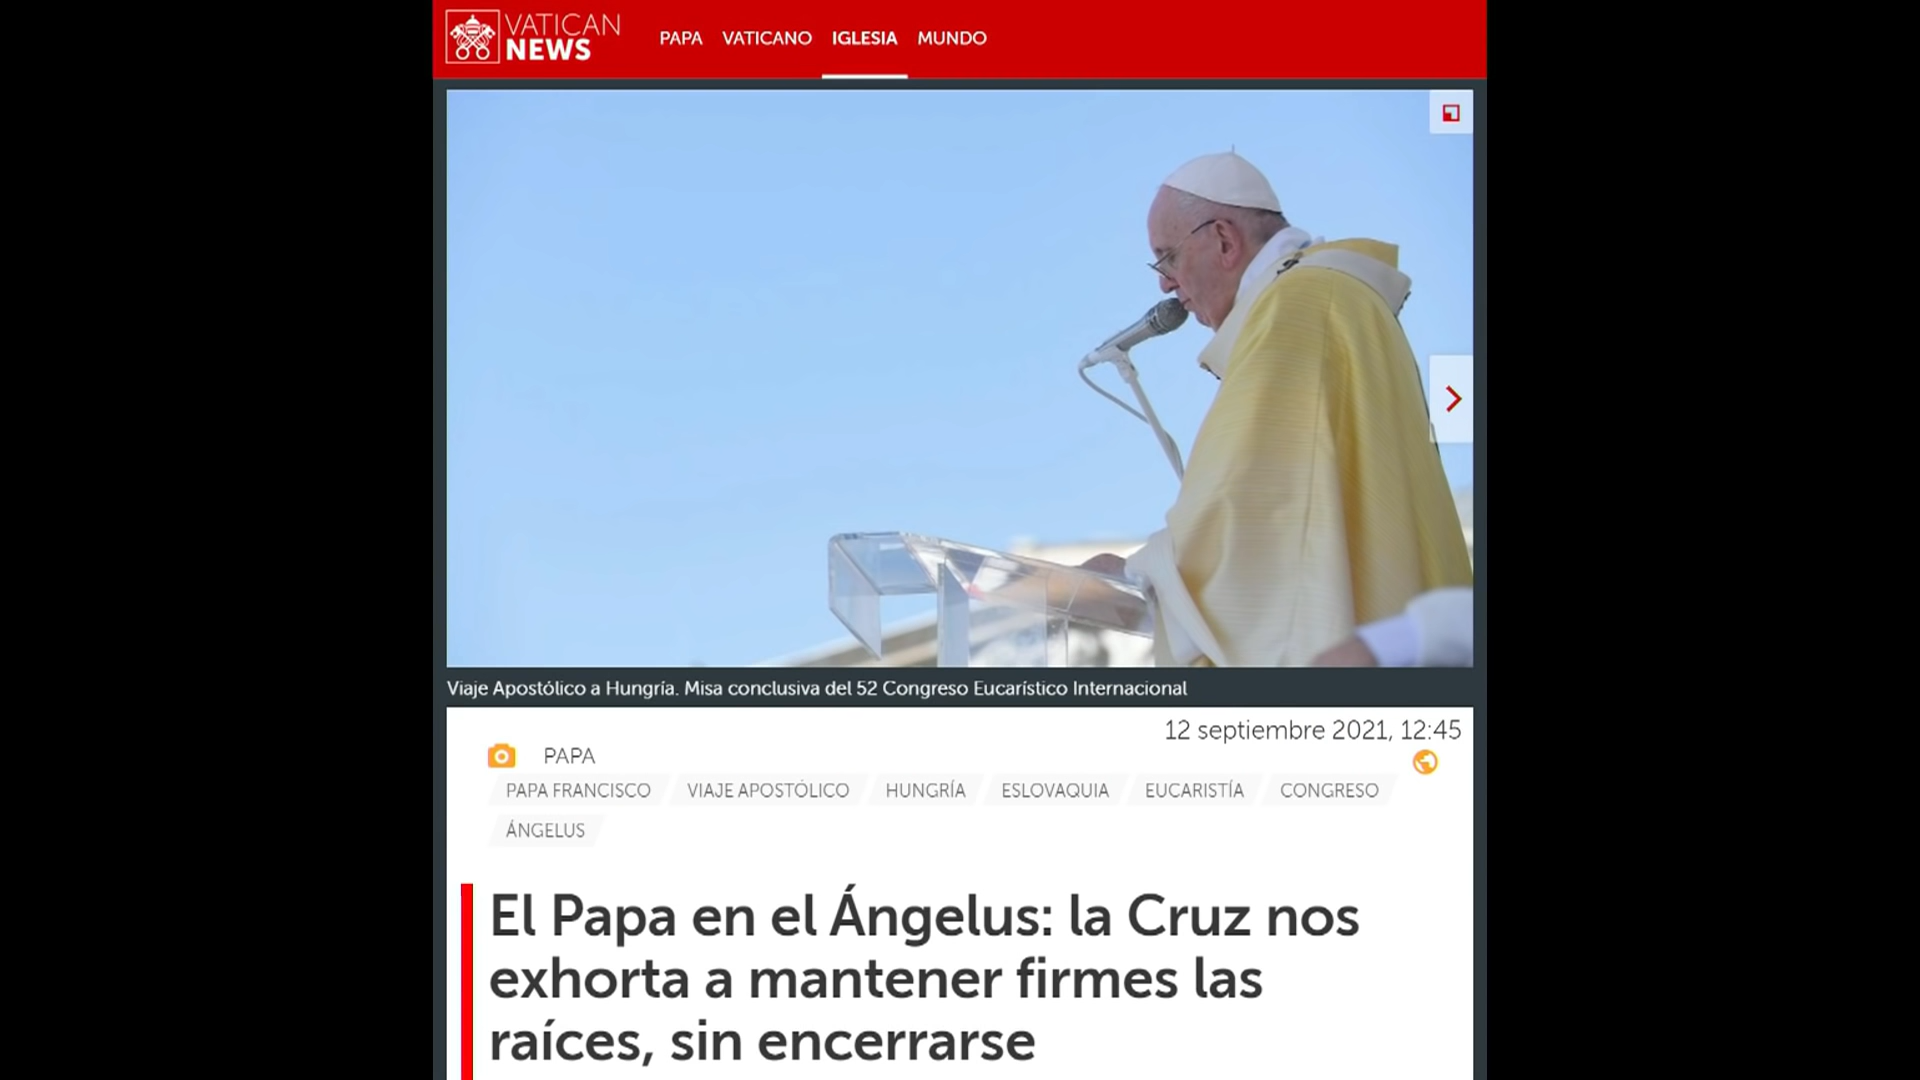 VATICAN
NEWS
PAPA VATICANO IGLESIA MUNDO
Viaje Apostólico a Hungría. Misa conclusiva del 52 Congreso Eucarístico Internacional
12 septiembre 2021, 12:45
PAPA
PAPA FRANCISCO VIAJE APOSTÓLICO HUNGRÍA ESLOVAQUIA EUCARISTÍA CONGRESO
ÁNGELUS
El Papa en el Ángelus: la Cruz nos
exhorta a mantener firmes las
raíces, sin encerrarse